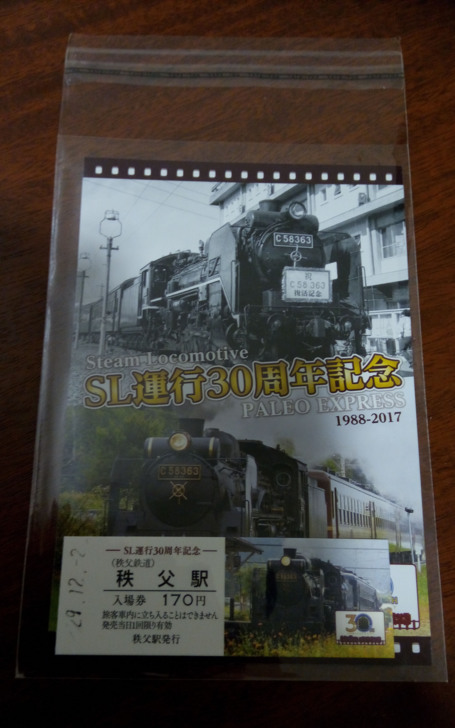 C58363
祝
C58 363
復活記念
Steam Locomotive
SL運行30周年記念
PALEO EXPRESS
1988-2017
C58363
SL運行30周年記念
(秩父鉄道)
秩父駅
入場券 170円
旅客車内に立ち入ることはできません
発売当日1回限り有効
秩父駅発行
29.12.-2
30